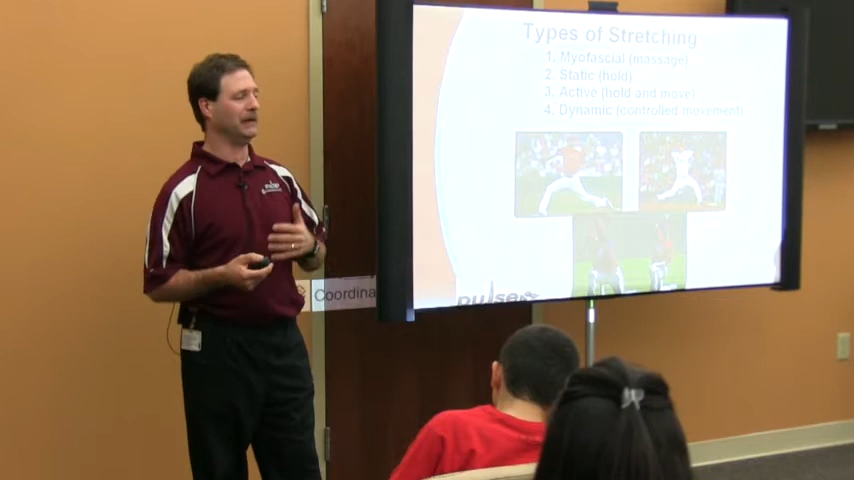 Types of Stretching
1. Myofascial (massage)
2. Static (hold)
3. Active (hold and move)
4. Dynamic (controlled movement)
Coordina
pulse